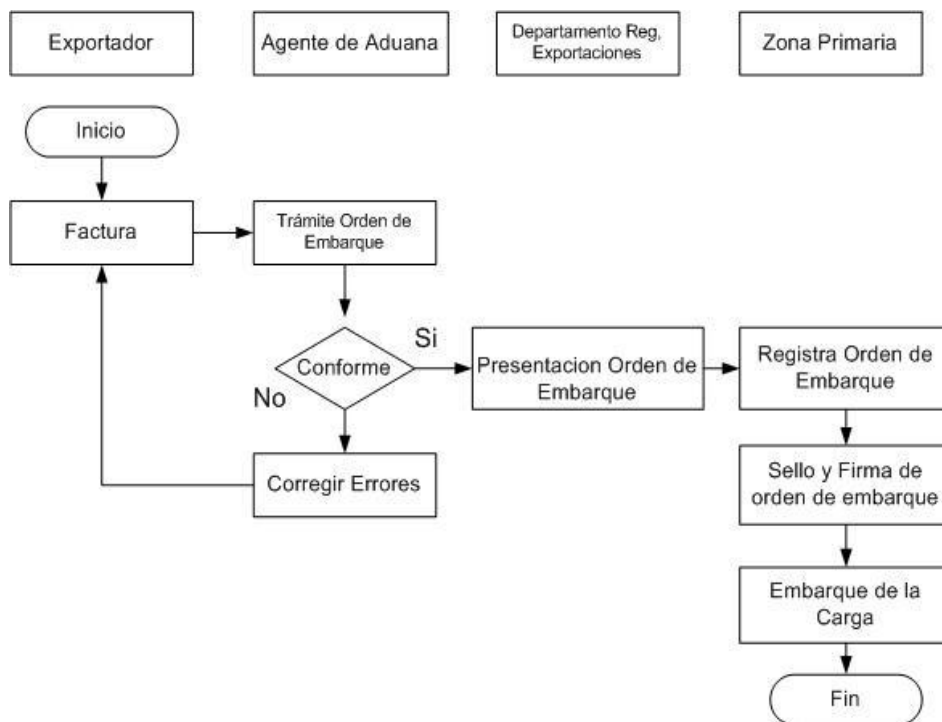 Exportador
Agente de Aduana
Departamento Reg,
Exportaciones
Zona Primaria
Inicio
Factura
Trámite Orden de
Embarque
Conforme
Si
No
Presentacion Orden de
Embarque
Registra Orden de
Embarque
Corregir Errores
Sello y Firma de
orden de embarque
Embarque de la
Carga
Fin